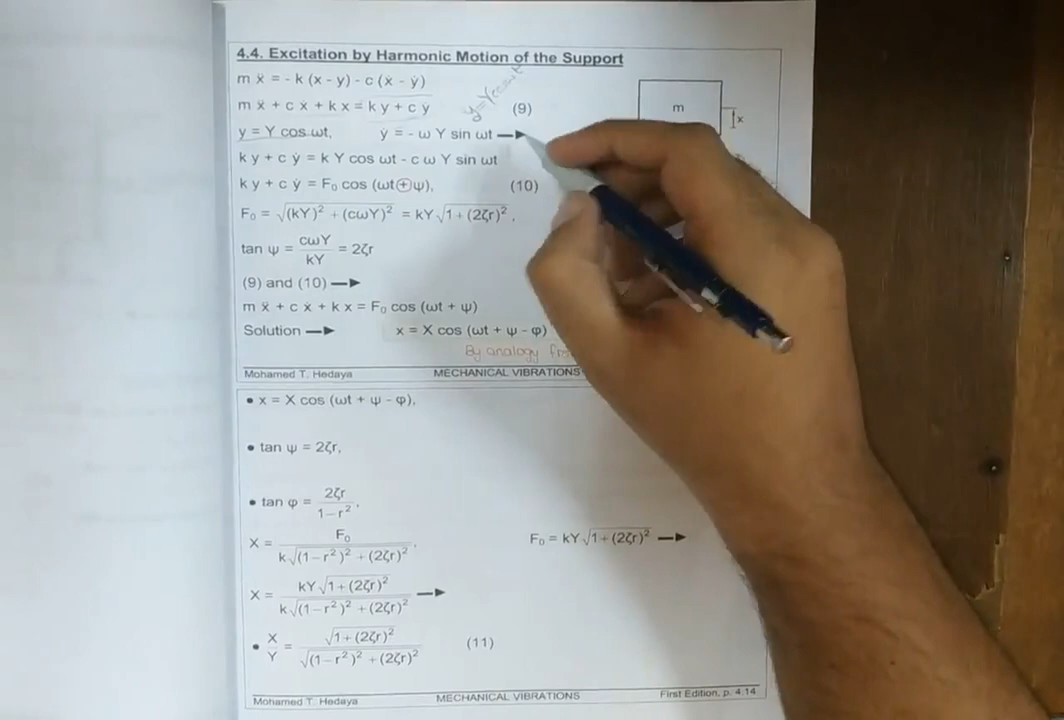 4.4. Excitation by Harmonic Motion of the Support
m ẍ = - k (x - y) - c (ẋ - ẏ)
m ẍ + c ẋ + k x = k y + c ẏ (9)
y = Y cos ωt
m
x
y = Y cos ωt, ẏ = - ω Y sin ωt →
k y + c ẏ = k Y cos ωt - c ω Y sin ωt
k y + c ẏ = F₀ cos (ωt + ψ), (10)
F₀ = √((kY)² + (cωY)²) = kY √(1 + (2ζr)²) ,
tan ψ = cωY / kY = 2ζr
(9) and (10) →
m ẍ + c ẋ + k x = F₀ cos (ωt + ψ)
Solution → x = X cos (ωt + ψ - φ)
By analogy
Mohamed T. Hedaya MECHANICAL VIBRATIONS
• x = X cos (ωt + ψ - φ),
• tan ψ = 2ζr,
• tan φ = 2ζr / (1 - r²),
X = F₀ / (k √((1 - r²)² + (2ζr)²)), F₀ = kY √(1 + (2ζr)²) →
X = kY √(1 + (2ζr)²) / (k √((1 - r²)² + (2ζr)²)) →
• X / Y = √(1 + (2ζr)²) / √((1 - r²)² + (2ζr)²) (11)
Mohamed T. Hedaya MECHANICAL VIBRATIONS First Edition, p. 4.14